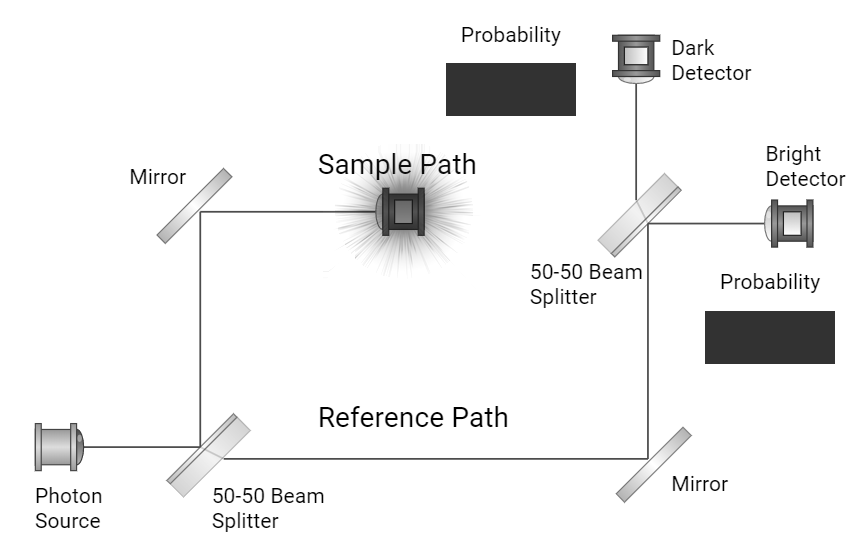 Probability
Dark
Detector
Mirror
Sample Path
Bright
Detector
50-50 Beam
Splitter
Probability
Reference Path
Mirror
Photon
Source
50-50 Beam
Splitter